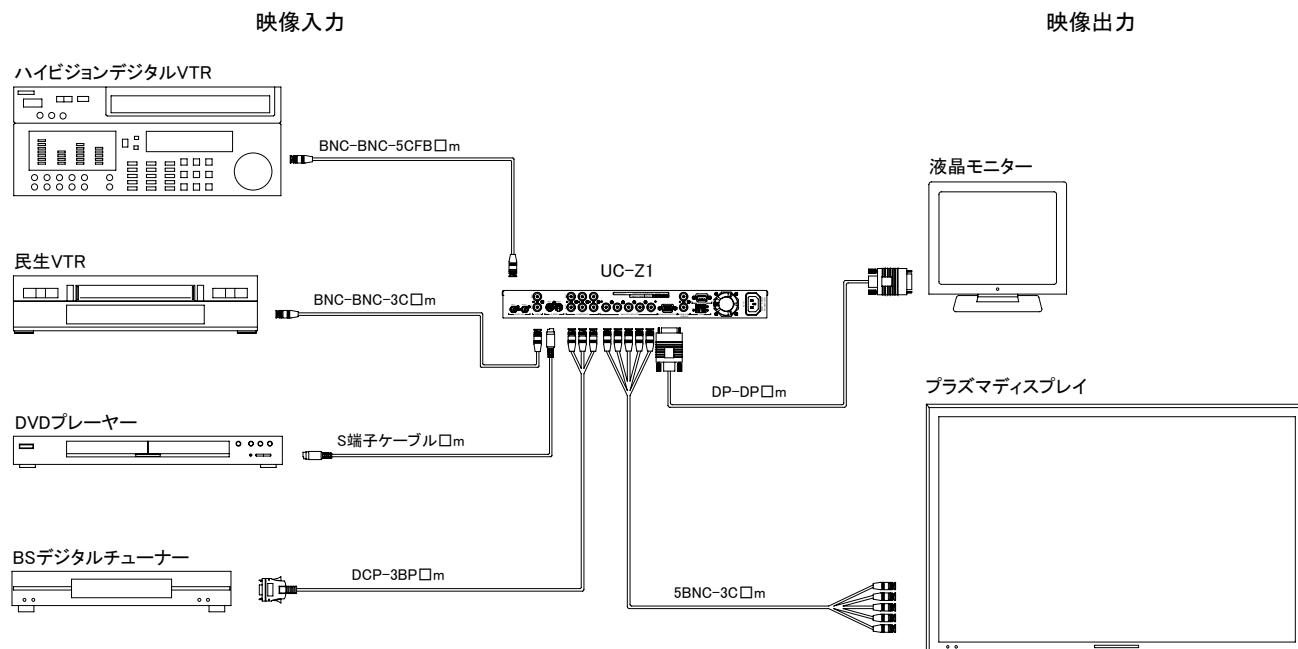 映像入力
映像出力
ハイビジョンデジタルVTR
BNC-BNC-5CFB□m
液晶モニター
民生VTR
UC-Z1
BNC-BNC-3C□m
DP-DP□m
プラズマディスプレイ
DVDプレーヤー
S端子ケーブル□m
BSデジタルチューナー
DCP-3BP□m
5BNC-3C□m